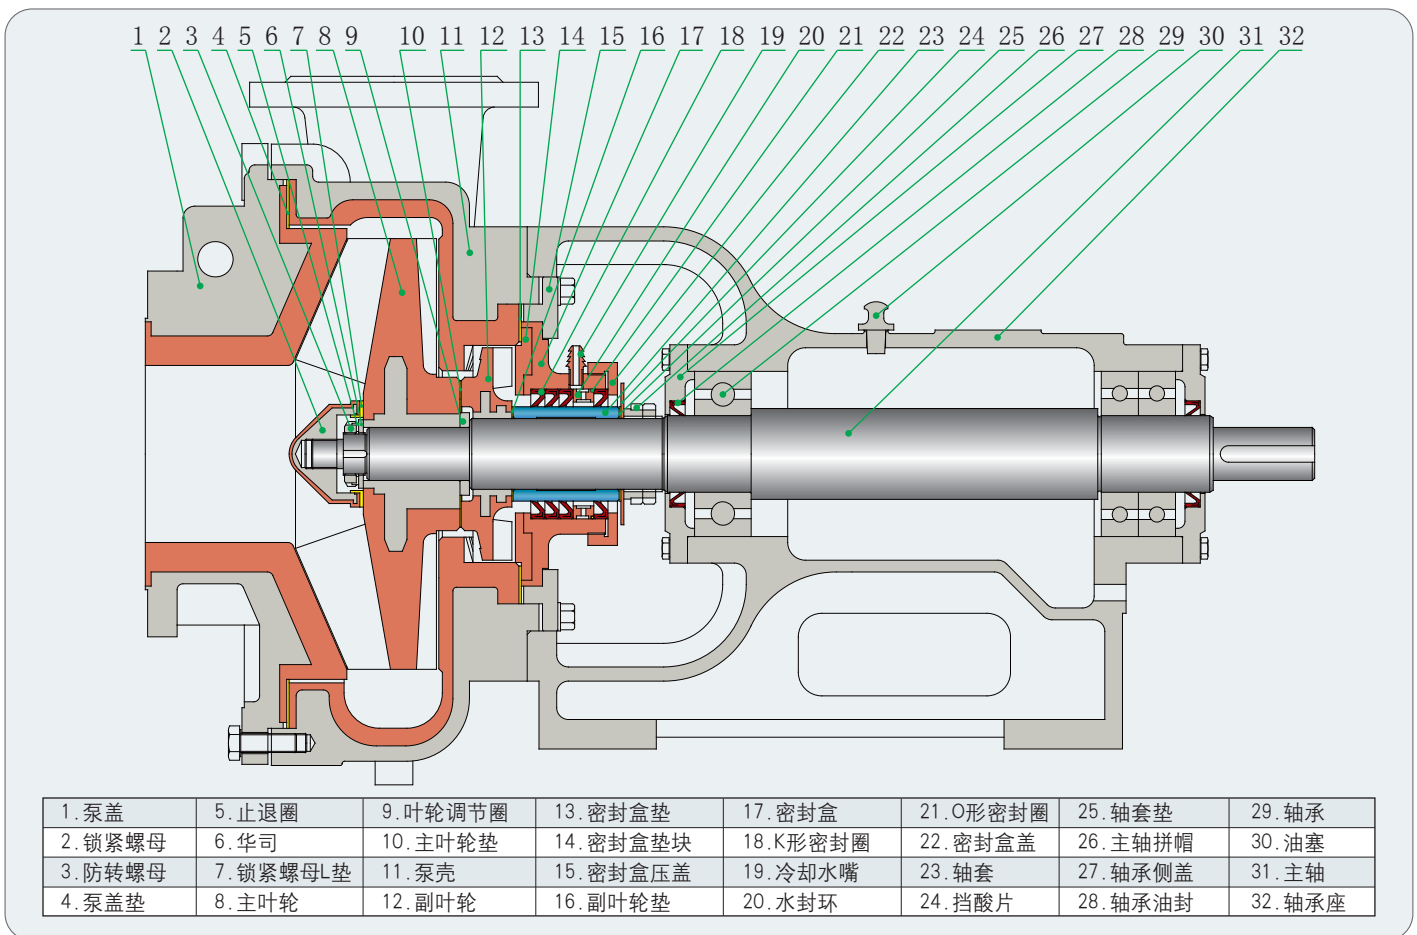 1 2 3 4 5 6 7 8 9 10 11 12 13 14 15 16 17 18 19 20 21 22 23 24 25 26 27 28 29 30 31 32
1.泵盖 5.止退圈 9.叶轮调节圈 13.密封盒垫 17.密封盒 21.O形密封圈 25.轴套垫 29.轴承
2.锁紧螺母 6.华司 10.主叶轮垫 14.密封盒垫块 18.K形密封圈 22.密封盒盖 26.主轴拼帽 30.油塞
3.防转螺母 7.锁紧螺母L垫 11.泵壳 15.密封盒压盖 19.冷却水嘴 23.轴套 27.轴承侧盖 31.主轴
4.泵盖垫 8.主叶轮 12.副叶轮 16.副叶轮垫 20.水封环 24.挡酸片 28.轴承油封 32.轴承座